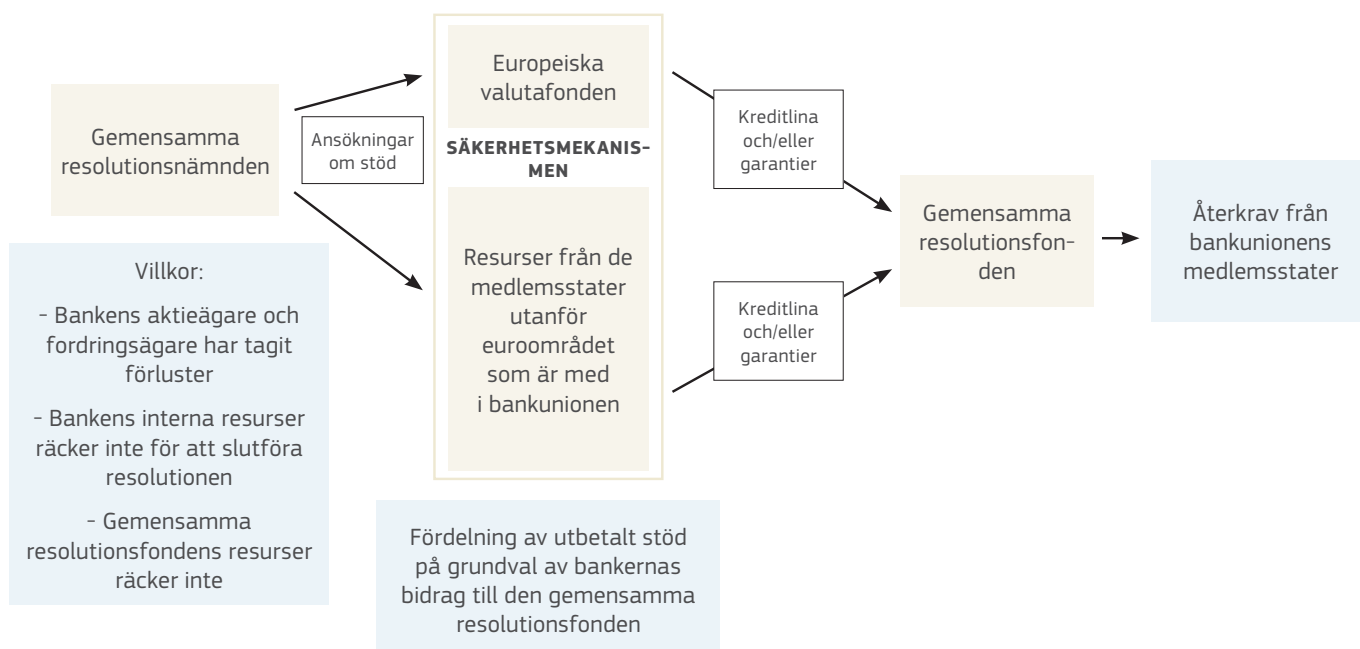 Gemensamma
resolutionsnämnden
Villkor:
- Bankens aktieägare och
fordringsägare har tagit
förluster
- Bankens interna resurser
räcker inte för att slutföra
resolutionen
- Gemensamma
resolutionsfondens resurser
räcker inte
Ansökningar
om stöd
Europeiska
valutafonden
SÄKERHETSMEKANIS-
MEN
Resurser från de
medlemsstater
utanför
euroområdet
som är med
i bankunionen
Fördelning av utbetalt stöd
på grundval av bankernas
bidrag till den gemensamma
resolutionsfonden
Kreditlina
och/eller
garantier
Kreditlina
och/eller
garantier
Gemensamma
resolutionsfon-
den
Återkrav från
bankunionens
medlemsstater